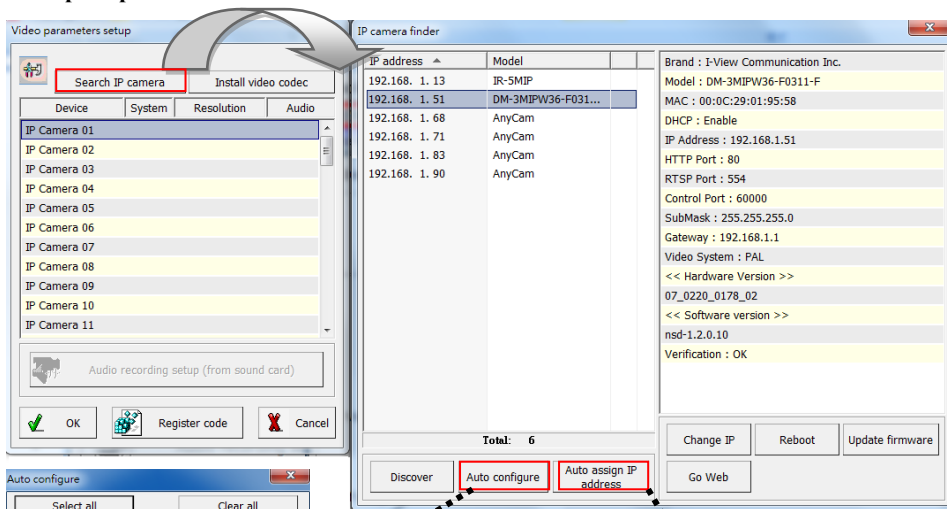 Video parameters setup
Search IP camera
Install video codec
Device System Resolution Audio
IP Camera 01
IP Camera 02
IP Camera 03
IP Camera 04
IP Camera 05
IP Camera 06
IP Camera 07
IP Camera 08
IP Camera 09
IP Camera 10
IP Camera 11
Audio recording setup (from sound card)
OK
Register code
Cancel
IP camera finder
IP address Model
192.168. 1. 13 IR-5MIP
192.168. 1. 51 DM-3MIPW36-F031...
192.168. 1. 68 AnyCam
192.168. 1. 71 AnyCam
192.168. 1. 83 AnyCam
192.168. 1. 90 AnyCam
Total: 6
Discover
Auto configure
Auto assign IP
address
Brand : I-View Communication Inc.
Model : DM-3MIPW36-F0311-F
MAC : 00:0C:29:01:95:58
DHCP : Enable
IP Address : 192.168.1.51
HTTP Port : 80
RTSP Port : 554
Control Port : 60000
SubMask : 255.255.255.0
Gateway : 192.168.1.1
Video System : PAL
<< Hardware Version >>
07_0220_0178_02
<< Software version >>
nsd-1.2.0.10
Verification : OK
Change IP
Reboot
Update firmware
Go Web
Auto configure
Select all
Clear all